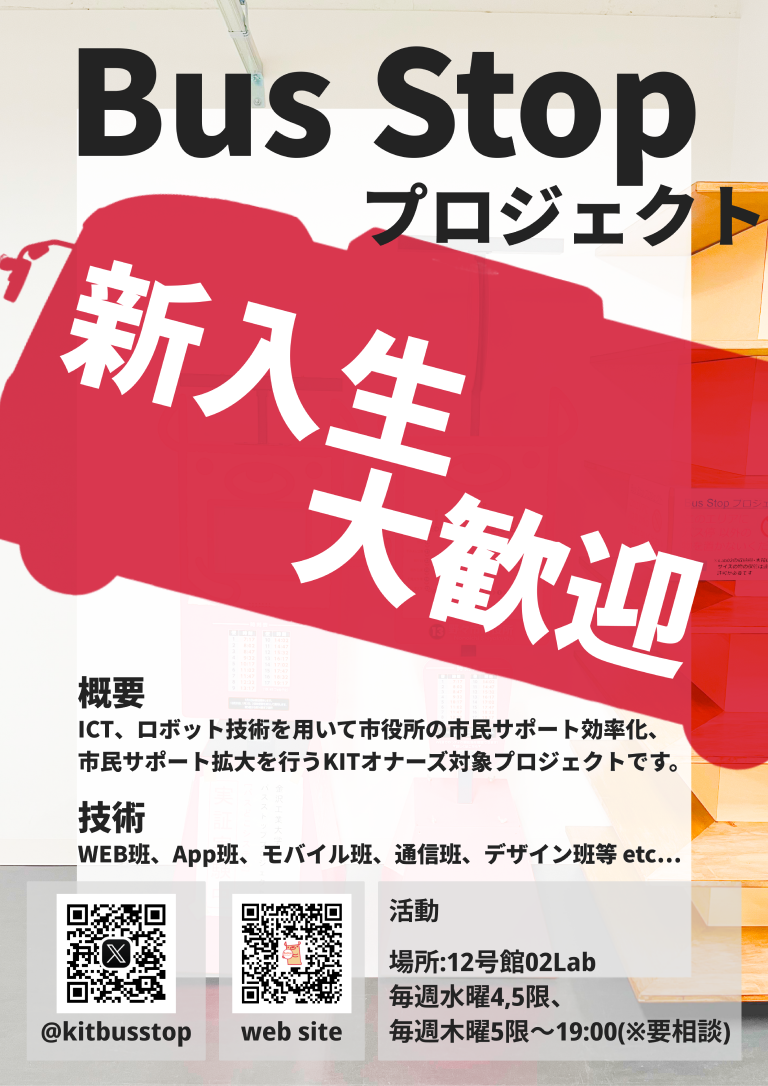 Bus Stop
プロジェクト
新入生
大歓迎
us Stop プロジ
概要
ICT、ロボット技術を用いて市役所の市民サポート効率化、
市民サポート拡大を行うKITオナーズ対象プロジェクトです。
技術
WEB班、App班、モバイル班、通信班、デザイン班等 etc...
@kitbusstop
web site
活動
場所:12号館02Lab
毎週水曜4,5限、
毎週木曜5限～19:00(※要相談)